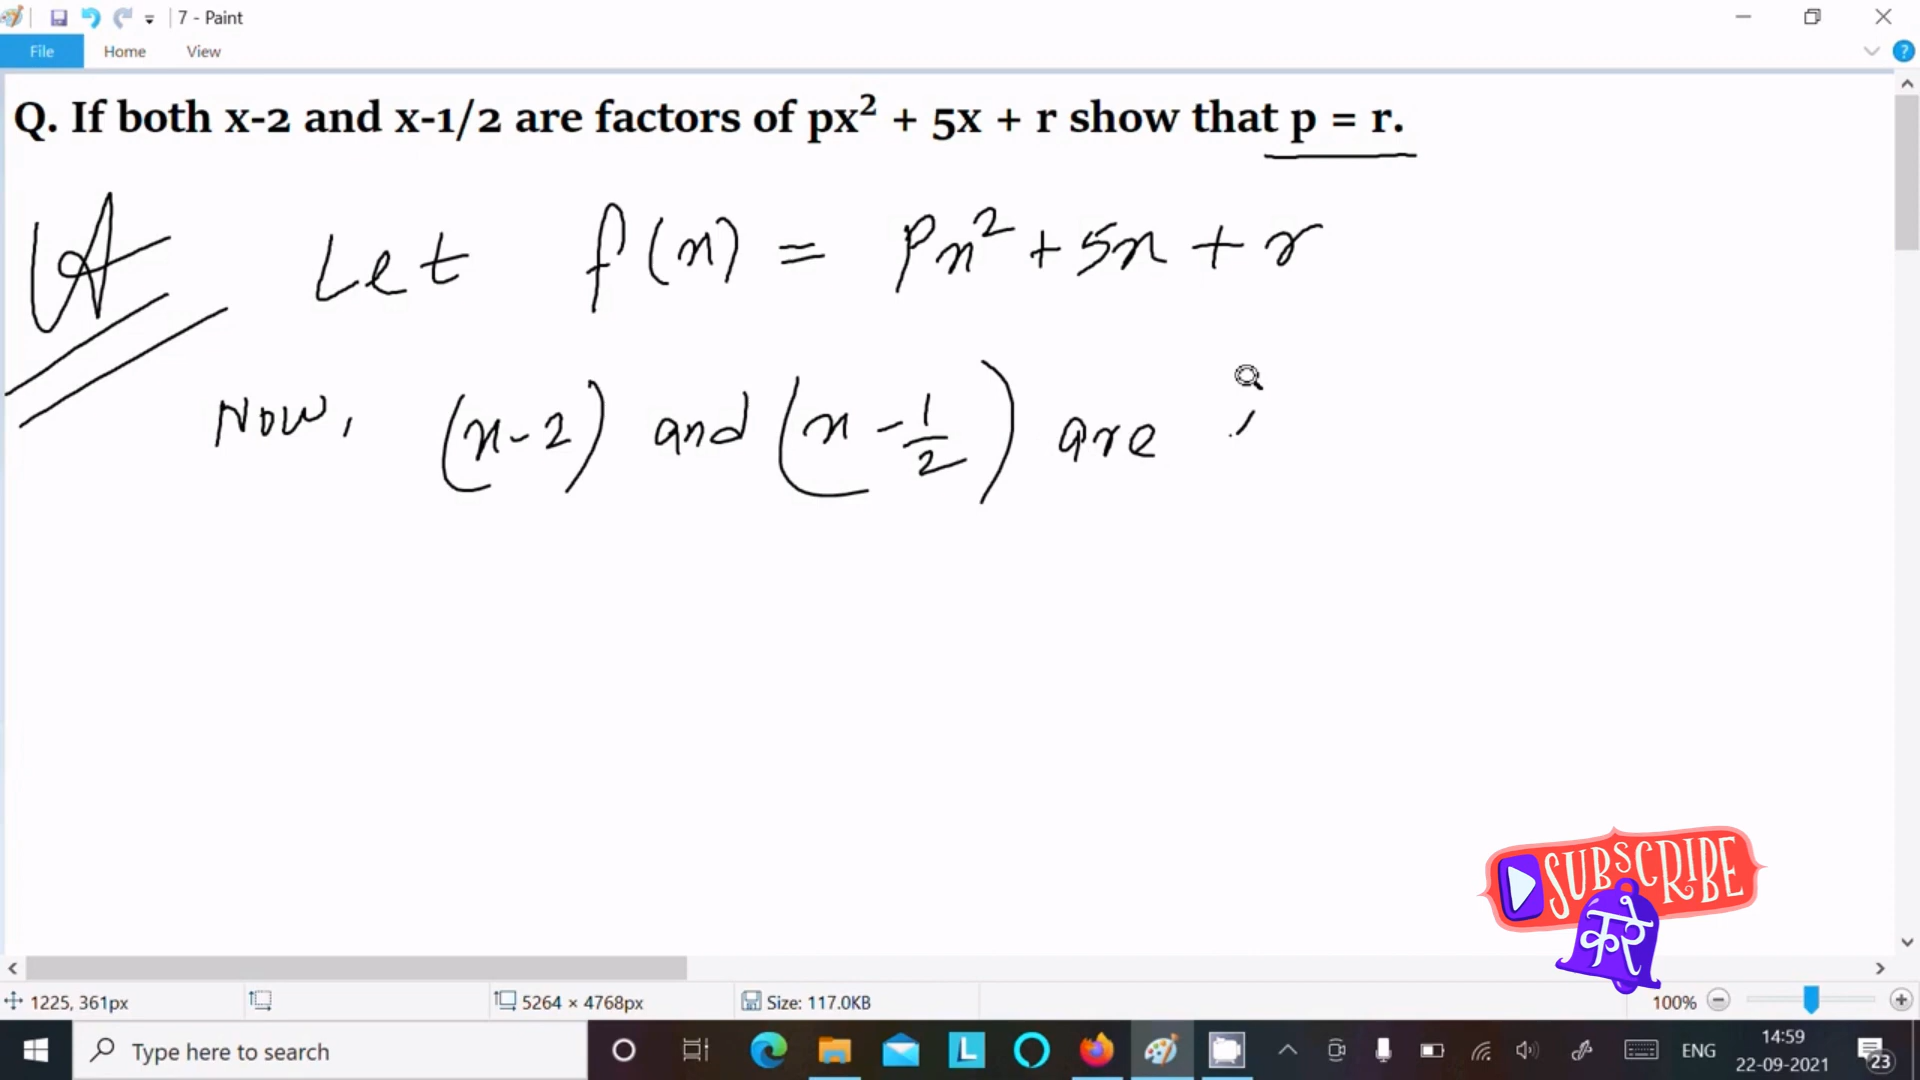 7 - Paint
File Home View
Q. If both x-2 and x-1/2 are factors of px² + 5x + r show that p = r.
A Let f(x) = Px² + 5x + r
Now, (x-2) and (x - 1/2) are
SUBSCRIBE
करे
1225, 361px 5264 × 4768px Size: 117.0KB 100%
Type here to search L ENG 14:59
22-09-2021 23